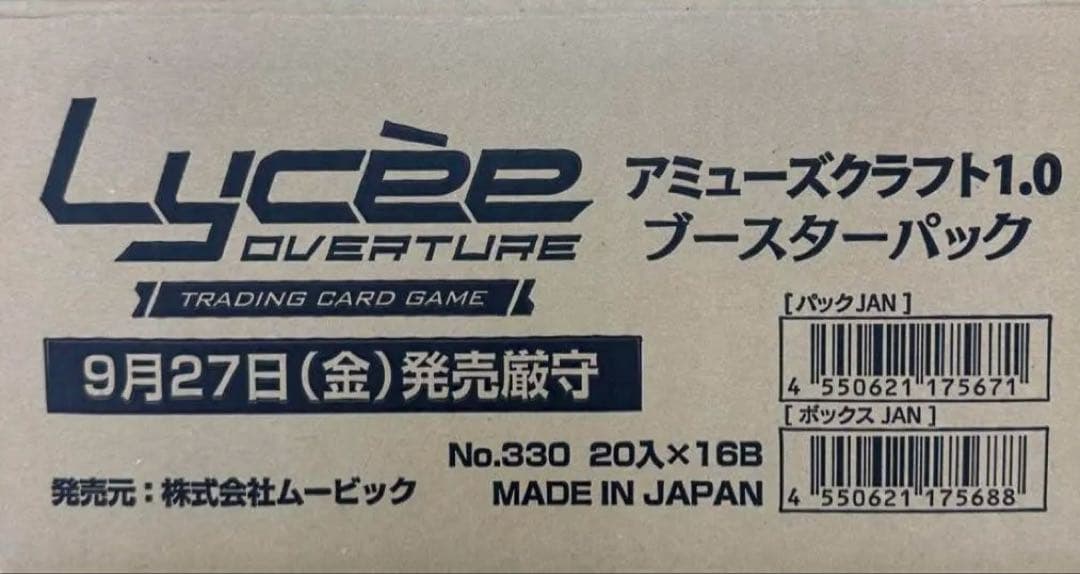 Lycèe
OVERTURE
TRADING CARD GAME
アミューズクラフト1.0
ブースターパック
9月27日(金)発売厳守
[パックJAN]
4 550621 175671
[ボックスJAN]
4 550621 175688
No.330 20入×16B
発売元:株式会社ムービック
MADE IN JAPAN